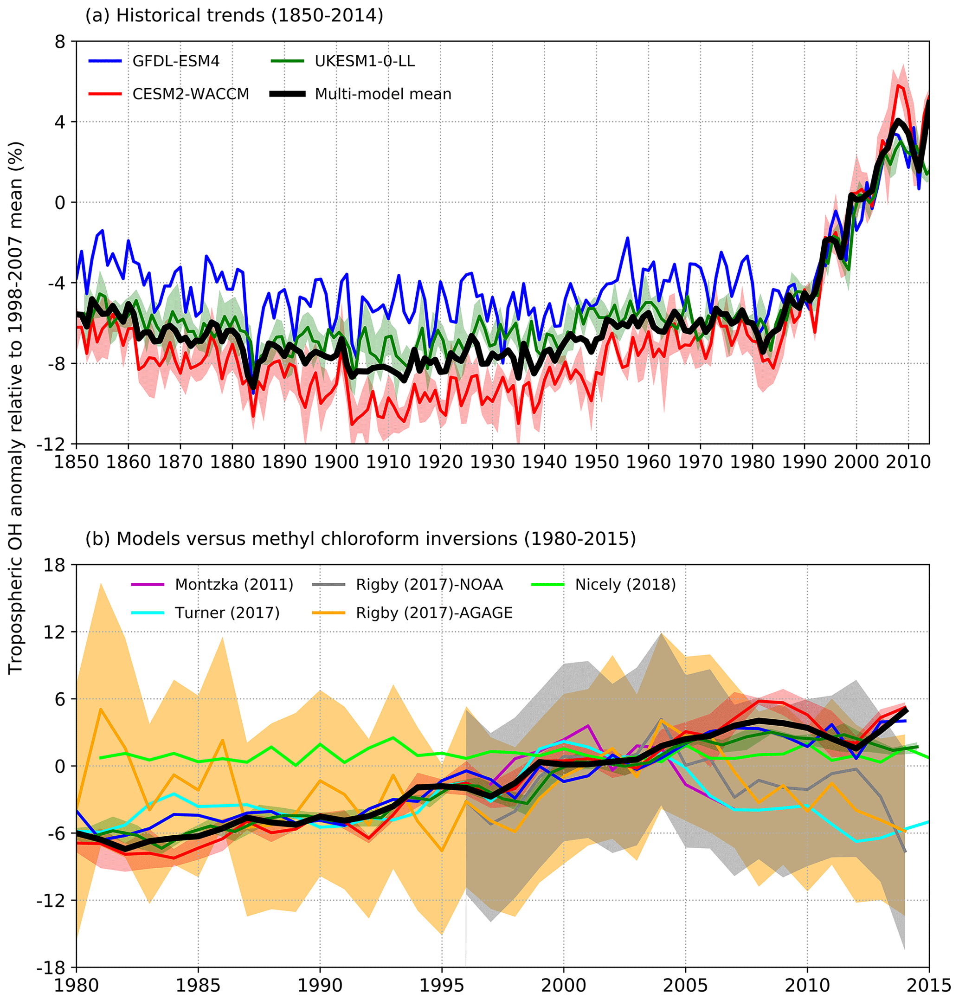 (a) Historical trends (1850-2014)
8
4
0
-4
-8
-12
GFDL-ESM4
UKESM1-0-LL
CESM2-WACCM
Multi-model mean
1850 1860 1870 1880 1890 1900 1910 1920 1930 1940 1950 1960 1970 1980 1990 2000 2010
Tropospheric OH anomaly relative to 1998-2007 mean (%)
(b) Models versus methyl chloroform inversions (1980-2015)
18
12
6
0
-6
-12
-18
Montzka (2011)
Rigby (2017)-NOAA
Nicely (2018)
Turner (2017)
Rigby (2017)-AGAGE
1980 1985 1990 1995 2000 2005 2010 2015